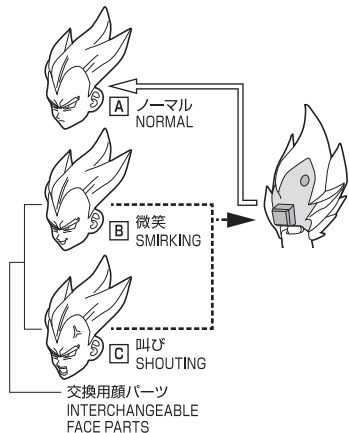 A ノーマル
NORMAL
B 微笑
SMIRKING
C 叫び
SHOUTING
交換用顔パーツ
INTERCHANGEABLE
FACE PARTS